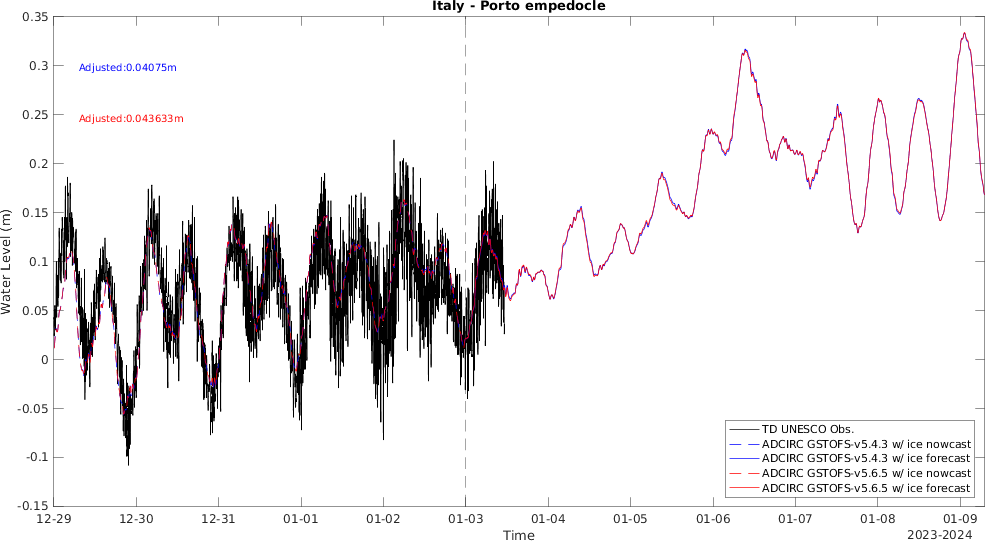 Italy - Porto empedocle
0.35
0.3
0.25
0.2
0.15
0.1
0.05
0
-0.05
-0.1
-0.15
Water Level (m)
Adjusted:0.04075m
Adjusted:0.043633m
TD UNESCO Obs.
ADCIRC GSTOFS-v5.4.3 w/ ice nowcast
ADCIRC GSTOFS-v5.4.3 w/ ice forecast
ADCIRC GSTOFS-v5.6.5 w/ ice nowcast
ADCIRC GSTOFS-v5.6.5 w/ ice forecast
12-29 12-30 12-31 01-01 01-02 01-03 01-04 01-05 01-06 01-07 01-08 01-09
Time
2023-2024